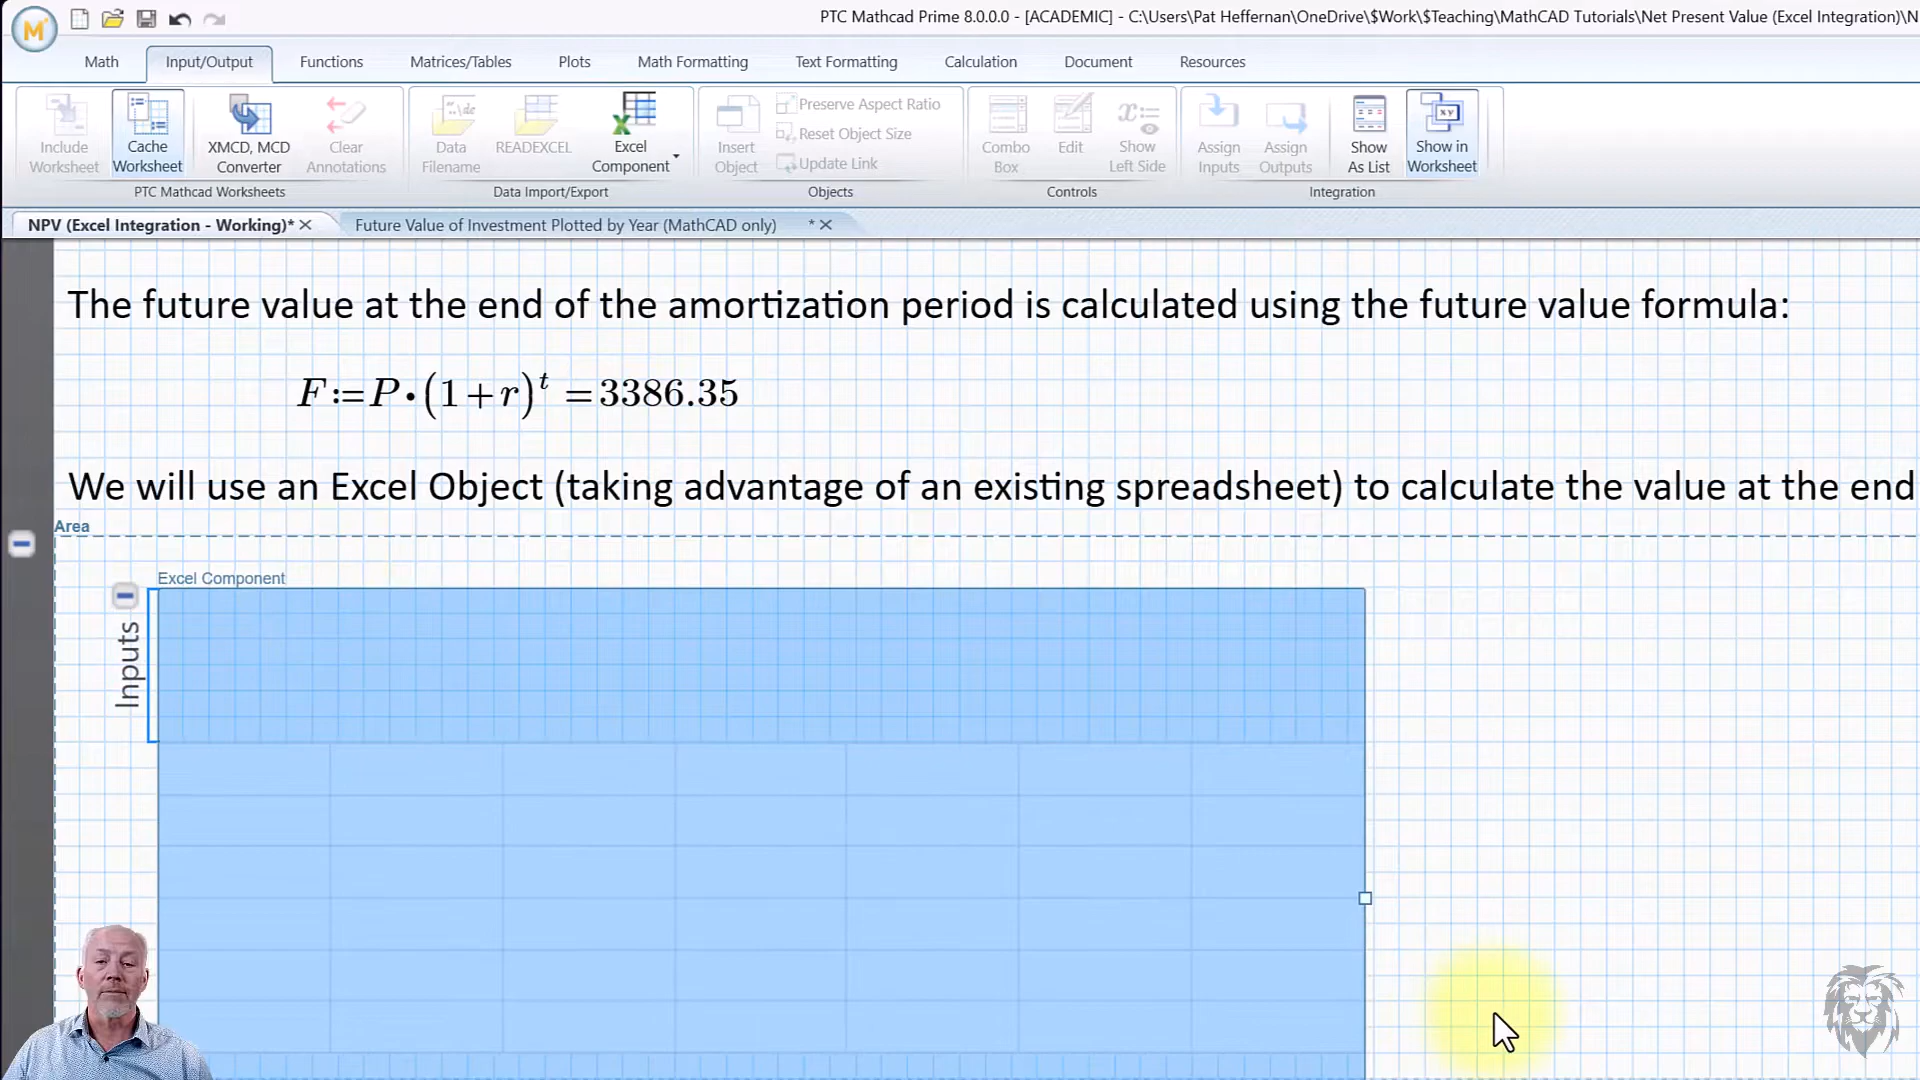 PTC Mathcad Prime 8.0.0.0 - [ACADEMIC] - C:\Users\Pat Heffernan\OneDrive\$Work\$Teaching\MathCAD Tutorials\Net Present Value (Excel Integration)\N
Math Input/Output Functions Matrices/Tables Plots Math Formatting Text Formatting Calculation Document Resources
Include Worksheet
Cache Worksheet
XMCD, MCD Converter
Clear Annotations
PTC Mathcad Worksheets
Data Filename
READEXCEL
Excel Component
Data Import/Export
Insert Object
Preserve Aspect Ratio
Reset Object Size
Update Link
Objects
Combo Box
Edit
Show Left Side
Controls
Assign Inputs
Assign Outputs
Show As List
Show in Worksheet
Integration
NPV (Excel Integration - Working)* Future Value of Investment Plotted by Year (MathCAD only) *
The future value at the end of the amortization period is calculated using the future value formula:
F:=P·(1+r)^t =3386.35
We will use an Excel Object (taking advantage of an existing spreadsheet) to calculate the value at the end
Area
Excel Component
Inputs